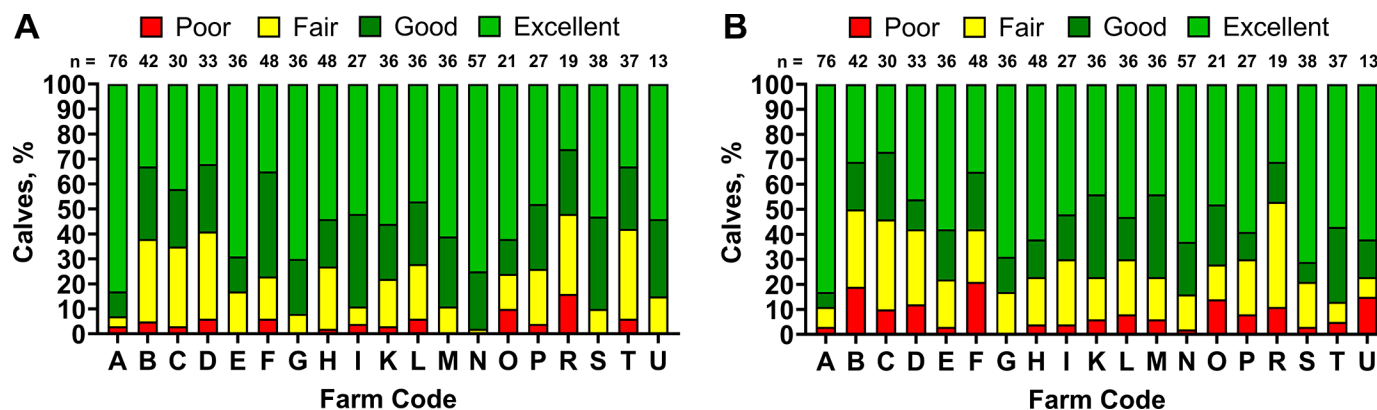 A
Poor Fair Good Excellent
n = 76 42 30 33 36 48 36 48 27 36 36 36 57 21 27 19 38 37 13
100
90
80
70
60
50
40
30
20
10
0
Calves, %
A B C D E F G H I K L M N O P R S T U
Farm Code
B
Poor Fair Good Excellent
n = 76 42 30 33 36 48 36 48 27 36 36 36 57 21 27 19 38 37 13
100
90
80
70
60
50
40
30
20
10
0
Calves, %
A B C D E F G H I K L M N O P R S T U
Farm Code